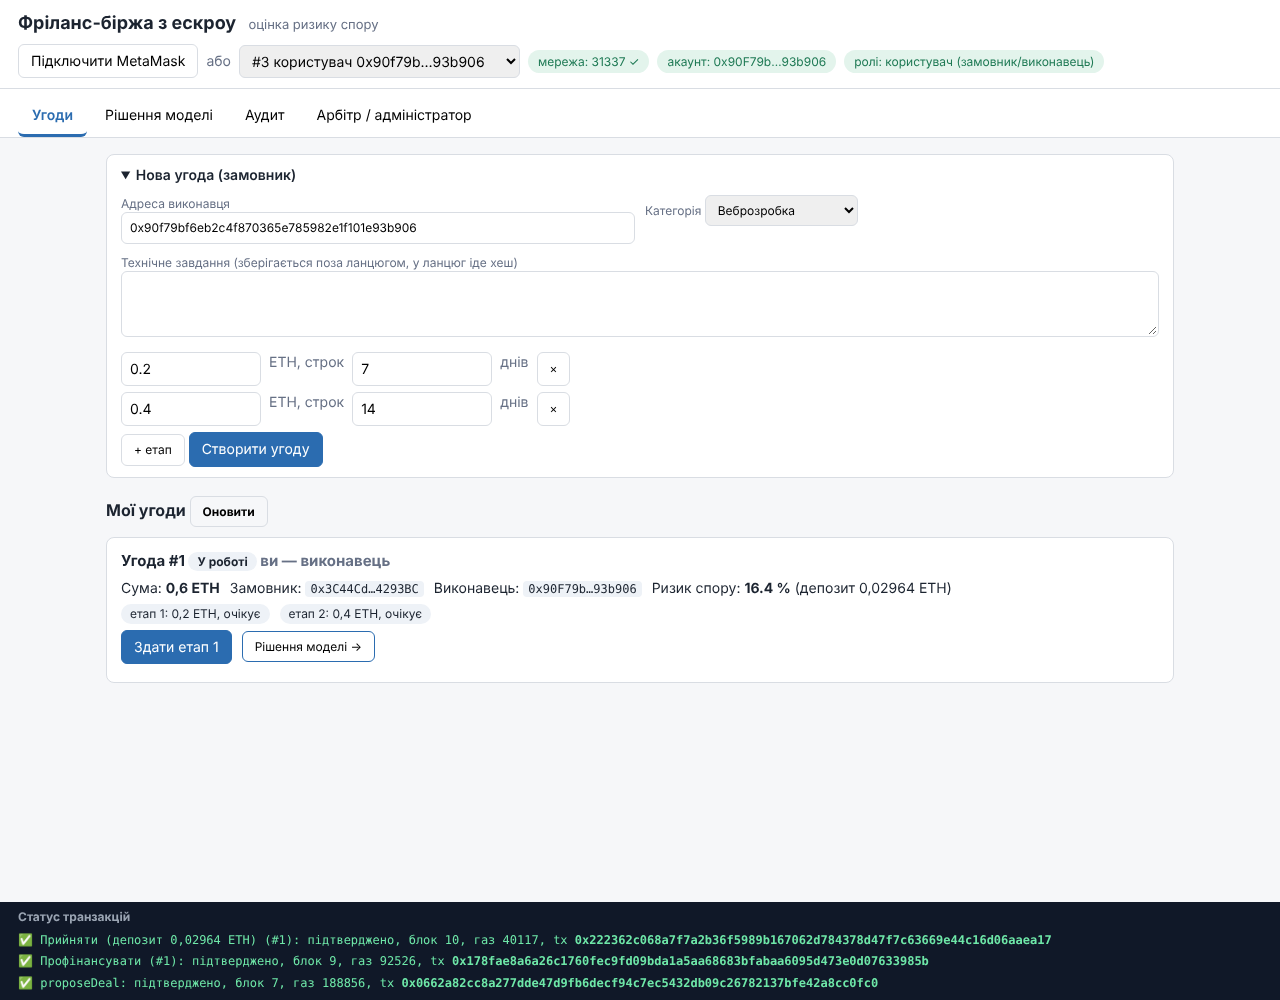 Фріланс-біржа з ескроу оцінка ризику спору
Підключити MetaMask або #3 користувач 0x90f79b…93b906 мережа: 31337 ✓ акаунт: 0x90F79b…93b906 ролі: користувач (замовник/виконавець)
Угоди Рішення моделі Аудит Арбітр / адміністратор
▼ Нова угода (замовник)
Адреса виконавця
0x90f79bf6eb2c4f870365e785982e1f101e93b906 Категорія Веброзробка
Технічне завдання (зберігається поза ланцюгом, у ланцюг іде хеш)
0.2 ETH, строк 7 днів ×
0.4 ETH, строк 14 днів ×
+ етап Створити угоду
Мої угоди Оновити
Угода #1 У роботі ви — виконавець
Сума: 0,6 ETH Замовник: 0x3C44Cd…4293BC Виконавець: 0x90F79b…93b906 Ризик спору: 16.4 % (депозит 0,02964 ETH)
етап 1: 0,2 ETH, очікує етап 2: 0,4 ETH, очікує
Здати етап 1 Рішення моделі →
Статус транзакцій
✅ Прийняти (депозит 0,02964 ETH) (#1): підтверджено, блок 10, газ 40117, tx 0x222362c068a7f7a2b36f5989b167062d784378d47f7c63669e44c16d06aaea17
✅ Профінансувати (#1): підтверджено, блок 9, газ 92526, tx 0x178fae8a6a26c1760fec9fd09bda1a5aa68683bfabaa6095d473e0d07633985b
✅ proposeDeal: підтверджено, блок 7, газ 188856, tx 0x0662a82cc8a277dde47d9fb6decf94c7ec5432db09c26782137bfe42a8cc0fc0